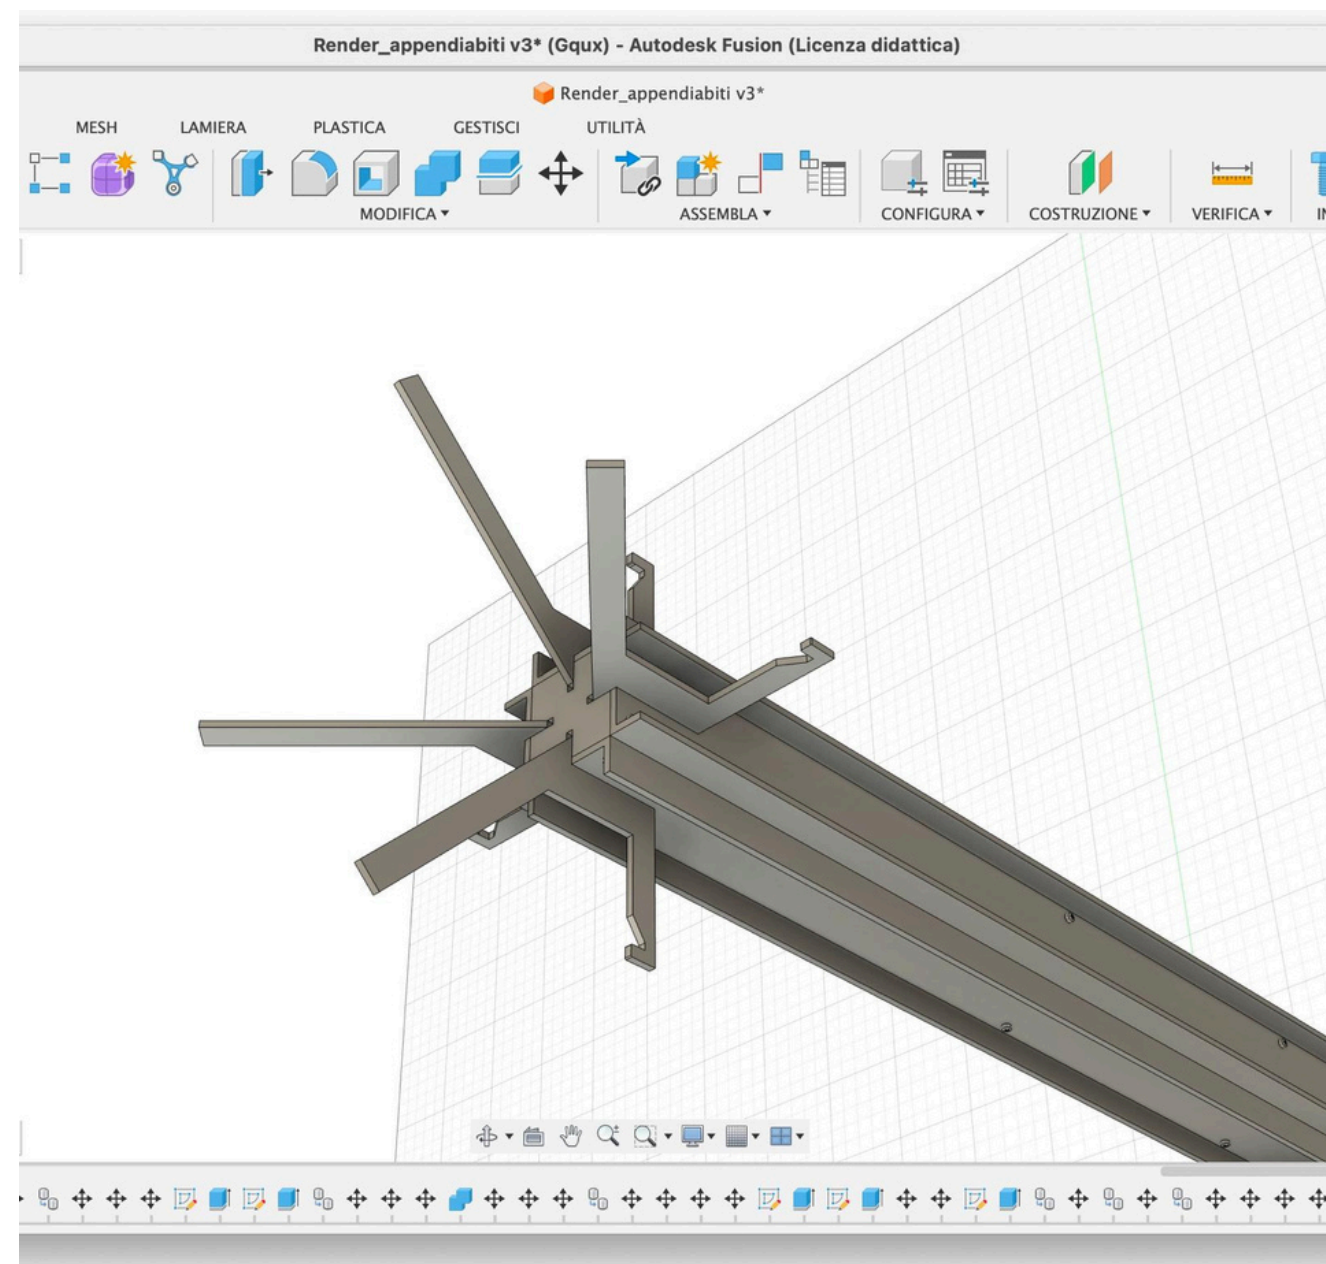 Render_appendiabiti v3* (Gqux) - Autodesk Fusion (Licenza didattica)
Render_appendiabiti v3*
MESH LAMIERA PLASTICA GESTISCI UTILITÀ
MODIFICA ASSEMBLA CONFIGURA COSTRUZIONE VERIFICA